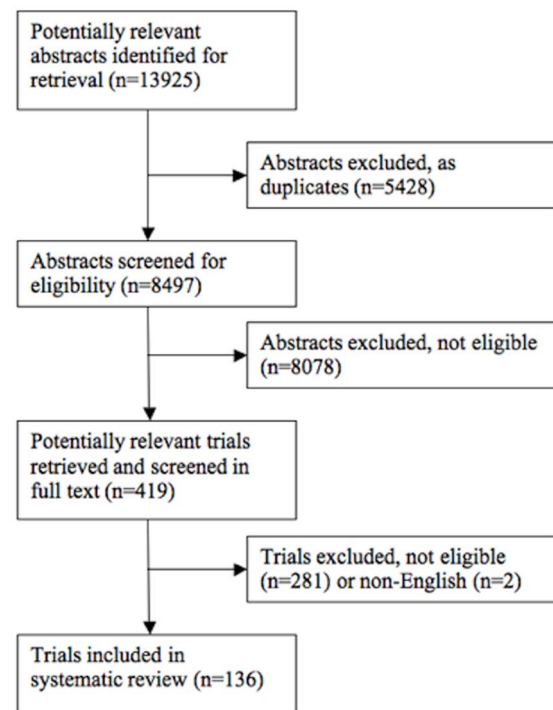 Potentially relevant
abstracts identified for
retrieval (n=13925)
Abstracts excluded, as
duplicates (n=5428)
Abstracts screened for
eligibility (n=8497)
Abstracts excluded, not eligible
(n=8078)
Potentially relevant trials
retrieved and screened in
full text (n=419)
Trials excluded, not eligible
(n=281) or non-English (n=2)
Trials included in
systematic review (n=136)